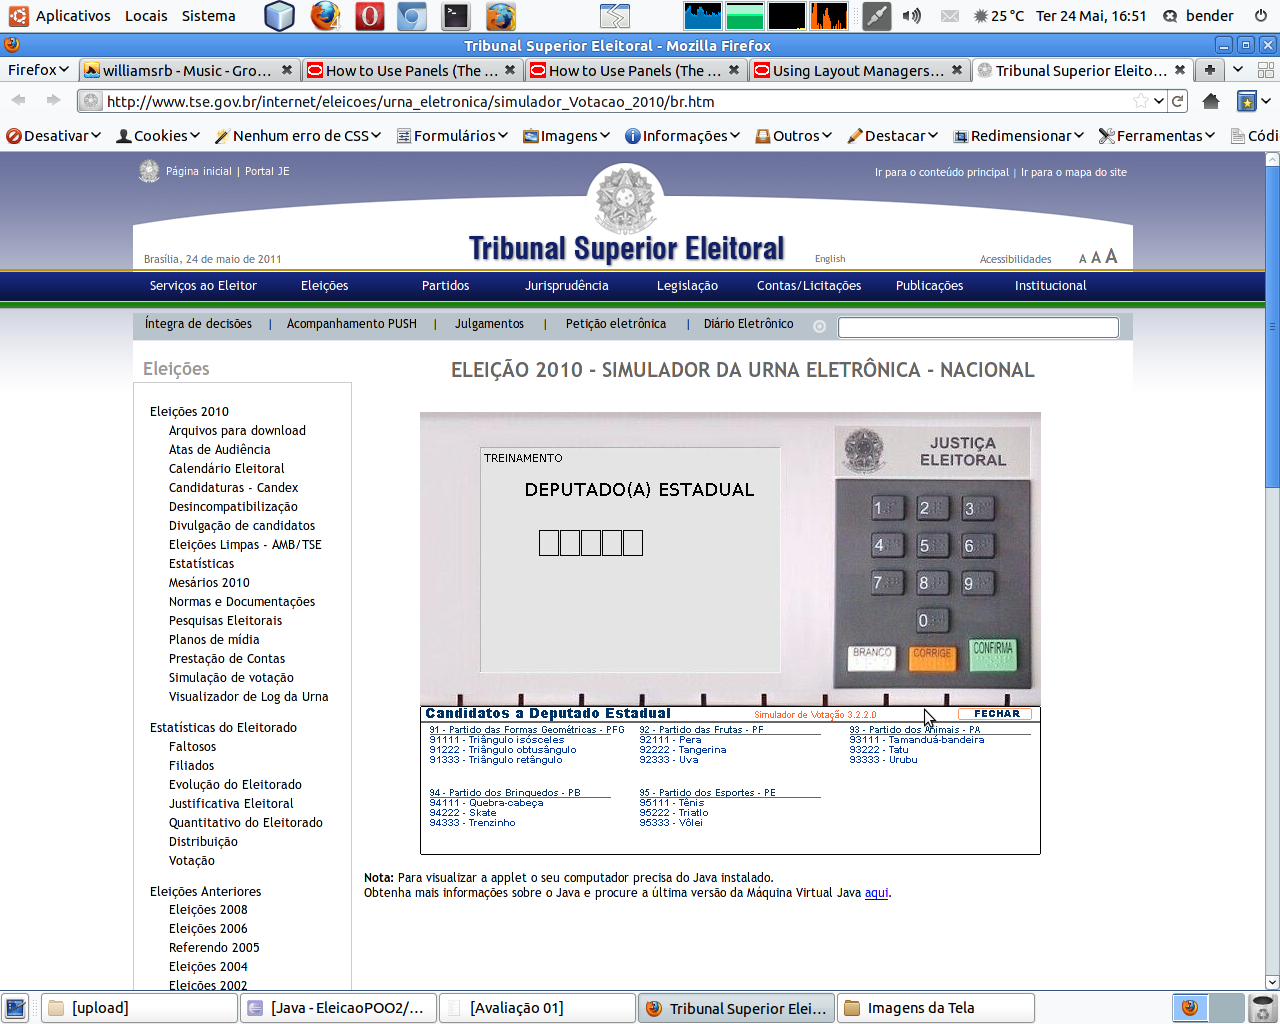 Aplicativos Locais Sistema 25 °C Ter 24 Mai, 16:51 bender
Tribunal Superior Eleitoral - Mozilla Firefox
Firefox williamsrb - Music - Gro... How to Use Panels (The ... How to Use Panels (The ... Using Layout Managers... Tribunal Superior Eleito...
http://www.tse.gov.br/internet/eleicoes/urna_eletronica/simulador_Votacao_2010/br.htm
Desativar Cookies Nenhum erro de CSS Formulários Imagens Informações Outros Destacar Redimensionar Ferramentas Códi
Página inicial | Portal JE Ir para o conteúdo principal | Ir para o mapa do site
Tribunal Superior Eleitoral
Brasília, 24 de maio de 2011 English Acessibilidades A A A
Serviços ao Eleitor Eleições Partidos Jurisprudência Legislação Contas/Licitações Publicações Institucional
Íntegra de decisões | Acompanhamento PUSH | Julgamentos | Petição eletrônica | Diário Eletrônico
Eleições
ELEIÇÃO 2010 - SIMULADOR DA URNA ELETRÔNICA - NACIONAL
Eleições 2010
Arquivos para download
Atas de Audiência
Calendário Eleitoral
Candidaturas - Candex
Desincompatibilização
Divulgação de candidatos
Eleições Limpas - AMB/TSE
Estatísticas
Mesários 2010
Normas e Documentações
Pesquisas Eleitorais
Planos de mídia
Prestação de Contas
Simulação de votação
Visualizador de Log da Urna
Estatísticas do Eleitorado
Faltosos
Filiados
Evolução do Eleitorado
Justificativa Eleitoral
Quantitativo do Eleitorado
Distribuição
Votação
Eleições Anteriores
Eleições 2008
Eleições 2006
Referendo 2005
Eleições 2004
Eleições 2002
TREINAMENTO
DEPUTADO(A) ESTADUAL
JUSTIÇA
ELEITORAL
1 2 3
4 5 6
7 8 9
0
BRANCO CORRIGE CONFIRMA
Candidatos a Deputado Estadual Simulador de Votação 3.2.2.0 FECHAR
91 - Partido das Formas Geométricas - PFG
91111 - Triângulo isósceles
91222 - Triângulo obtusângulo
91333 - Triângulo retângulo
92 - Partido das Frutas - PF
92111 - Pera
92222 - Tangerina
92333 - Uva
93 - Partido dos Animais - PA
93111 - Tamanduá-bandeira
93222 - Tatu
93333 - Urubu
94 - Partido dos Brinquedos - PB
94111 - Quebra-cabeça
94222 - Skate
94333 - Trenzinho
95 - Partido dos Esportes - PE
95111 - Tênis
95222 - Triatlo
95333 - Vôlei
Nota: Para visualizar a applet o seu computador precisa do Java instalado.
Obtenha mais informações sobre o Java e procure a última versão da Máquina Virtual Java aqui.
[upload] [Java - EleicaoPOO2/... [Avaliação 01] Tribunal Superior Elei... Imagens da Tela